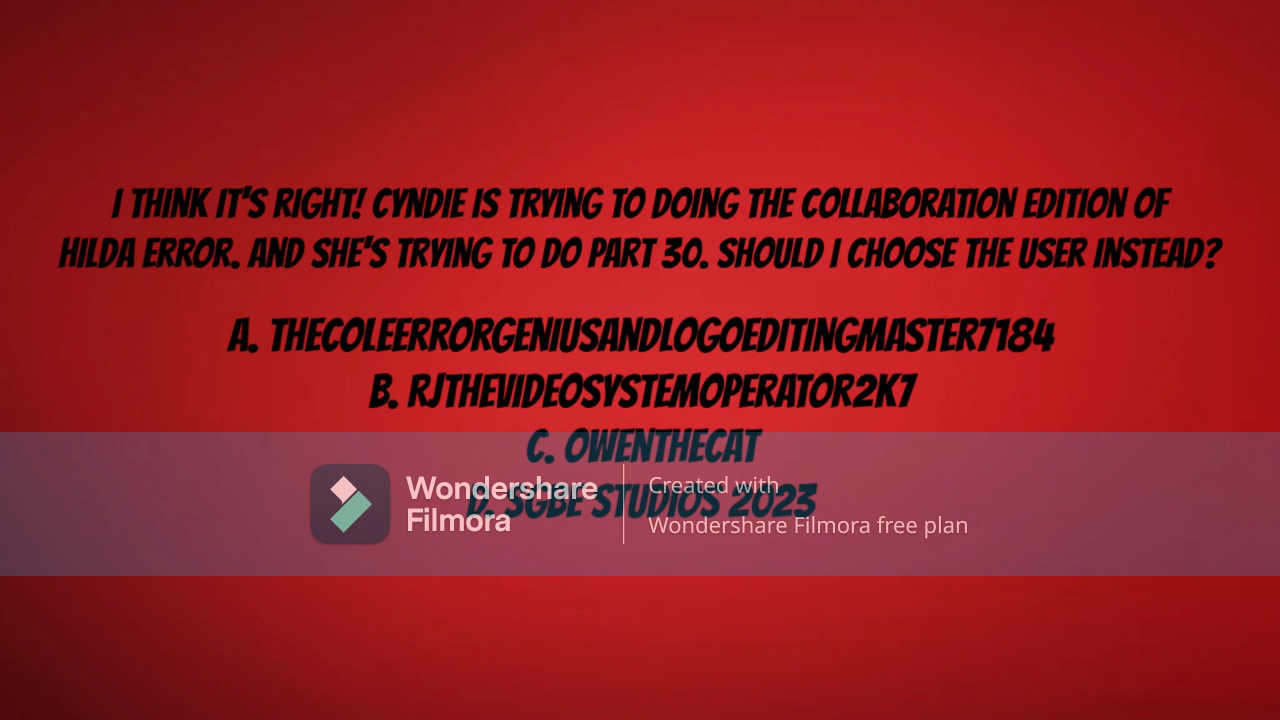 I THINK IT'S RIGHT! CYNDIE IS TRYING TO DOING THE COLLABORATION EDITION OF
HILDA ERROR. AND SHE'S TRYING TO DO PART 30. SHOULD I CHOOSE THE USER INSTEAD?
A. THECOLEERRORGENIUSANDLOGOEDITINGMASTER7184
B. RJTHEVIDEOSYSTEMOPERATOR2K7
C. OWENTHECAT
D. SGBE STUDIOS 2023
Wondershare
Filmora
Created with
Wondershare Filmora free plan